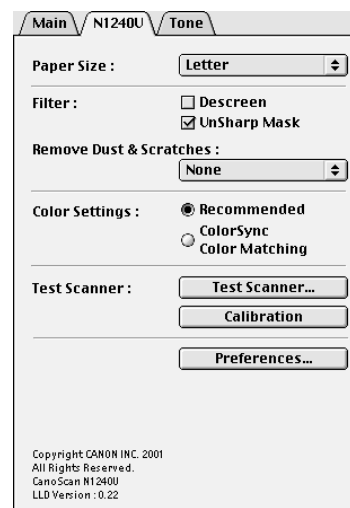 Main N1240U Tone
Paper Size : Letter
Filter : Descreen
UnSharp Mask
Remove Dust & Scratches :
None
Color Settings : Recommended
ColorSync
Color Matching
Test Scanner : Test Scanner...
Calibration
Preferences...
Copyright CANON INC. 2001
All Rights Reserved.
CanoScan N1240U
LLD Version : 0.22